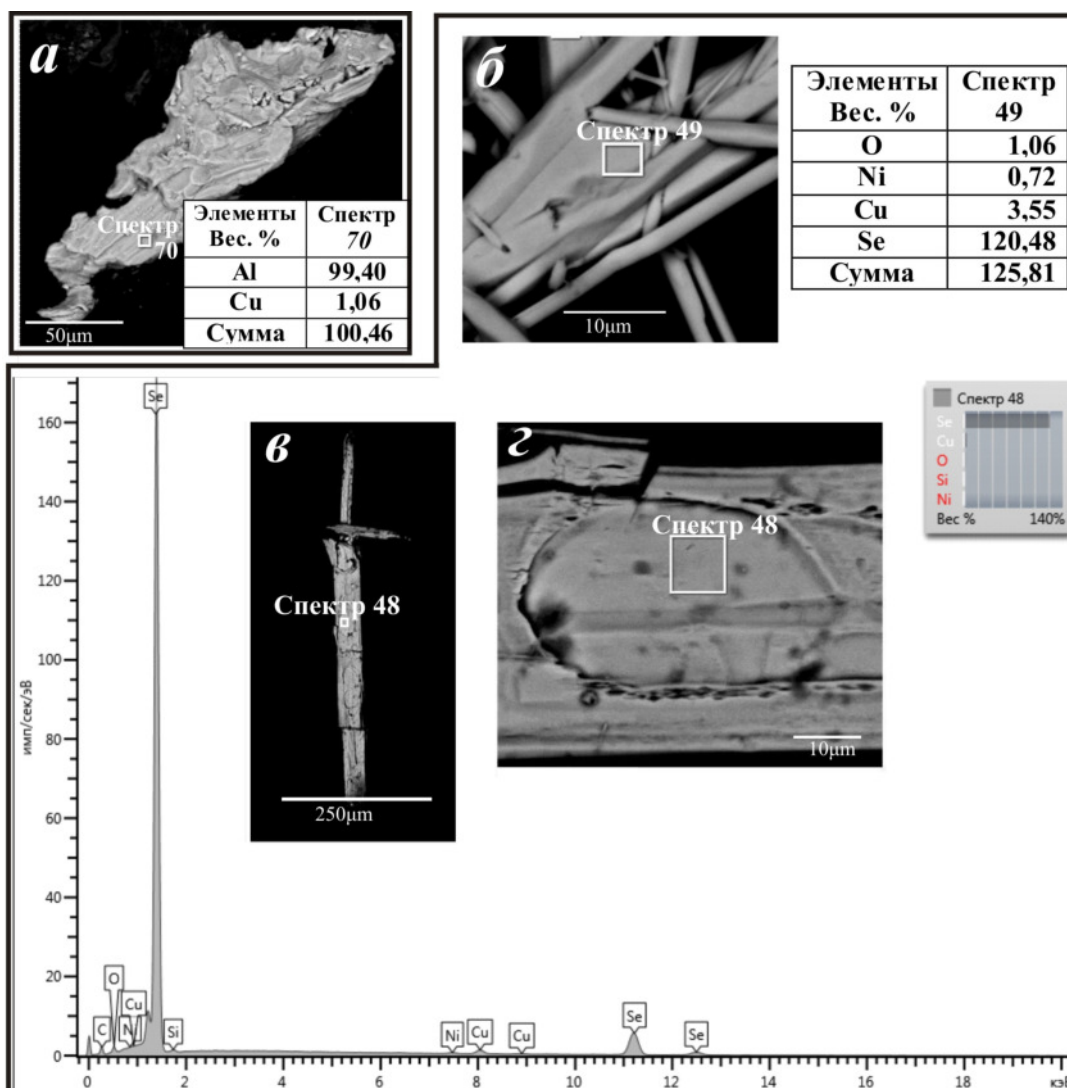 а
Спектр
70
50μm
Элементы Вес. % Спектр 70
Al 99,40
Cu 1,06
Сумма 100,46
б
Спектр 49
10μm
Элементы Вес. % Спектр 49
O 1,06
Ni 0,72
Cu 3,55
Se 120,48
Сумма 125,81
имп/сек/эВ
160
140
120
100
80
60
40
20
0
Se
O
Cu
C
Ni
Si
Ni
Cu
Cu
Se
Se
0 2 4 6 8 10 12 14 16 18
в
Спектр 48
250μm
г
Спектр 48
10μm
Спектр 48
Se
Cu
O
Si
Ni
Вес % 140%